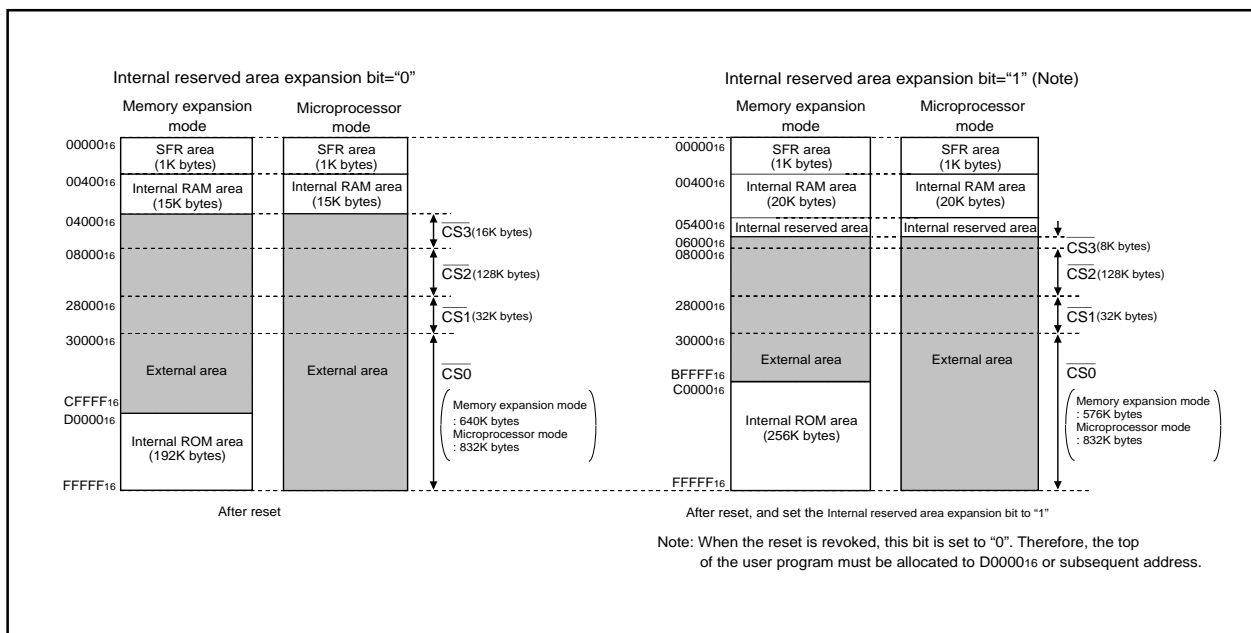 Internal reserved area expansion bit=“0”
Memory expansion
mode
Microprocessor
mode
0000016
SFR area
(1K bytes)
SFR area
(1K bytes)
0040016
Internal RAM area
(15K bytes)
Internal RAM area
(15K bytes)
0400016
CS3 (16K bytes)
0800016
CS2 (128K bytes)
2800016
CS1 (32K bytes)
3000016
External area
External area
CS0
CFFFF16
D000016
Memory expansion mode
: 640K bytes
Microprocessor mode
: 832K bytes
Internal ROM area
(192K bytes)
FFFFF16
After reset
Internal reserved area expansion bit=“1” (Note)
Memory expansion
mode
Microprocessor
mode
0000016
SFR area
(1K bytes)
SFR area
(1K bytes)
0040016
Internal RAM area
(20K bytes)
Internal RAM area
(20K bytes)
0540016
Internal reserved area
Internal reserved area
0600016
CS3 (8K bytes)
0800016
CS2 (128K bytes)
2800016
CS1 (32K bytes)
3000016
External area
External area
CS0
BFFFF16
C000016
Memory expansion mode
: 576K bytes
Microprocessor mode
: 832K bytes
Internal ROM area
(256K bytes)
FFFFF16
After reset, and set the Internal reserved area expansion bit to “1”
Note: When the reset is revoked, this bit is set to “0”. Therefore, the top
of the user program must be allocated to D000016 or subsequent address.